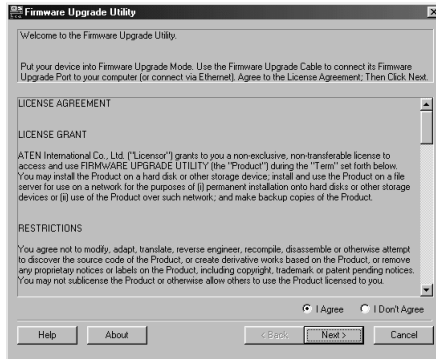 Firmware Upgrade Utility
Welcome to the Firmware Upgrade Utility.
Put your device into Firmware Upgrade Mode. Use the Firmware Upgrade Cable to connect its Firmware
Upgrade Port to your computer (or connect via Ethernet). Agree to the License Agreement; Then Click Next.
LICENSE AGREEMENT
LICENSE GRANT
ATEN International Co., Ltd. ("Licensor") grants to you a non-exclusive, non-transferable license to
access and use FIRMWARE UPGRADE UTILITY (the "Product") during the "Term" set forth below.
You may install the Product on a hard disk or other storage device; install and use the Product on a file
server for use on a network for the purposes of (i) permanent installation onto hard disks or other storage
devices or (ii) use of the Product over such network; and make backup copies of the Product.
RESTRICTIONS
You agree not to modify, adapt, translate, reverse engineer, recompile, disassemble or otherwise attempt
to discover the source code of the Product, or create derivative works based on the Product, or remove
any proprietary notices or labels on the Product, including copyright, trademark or patent pending notices.
You may not sublicense the Product or otherwise allow others to use the Product licensed to you.
I Agree I Don't Agree
Help About < Back Next > Cancel